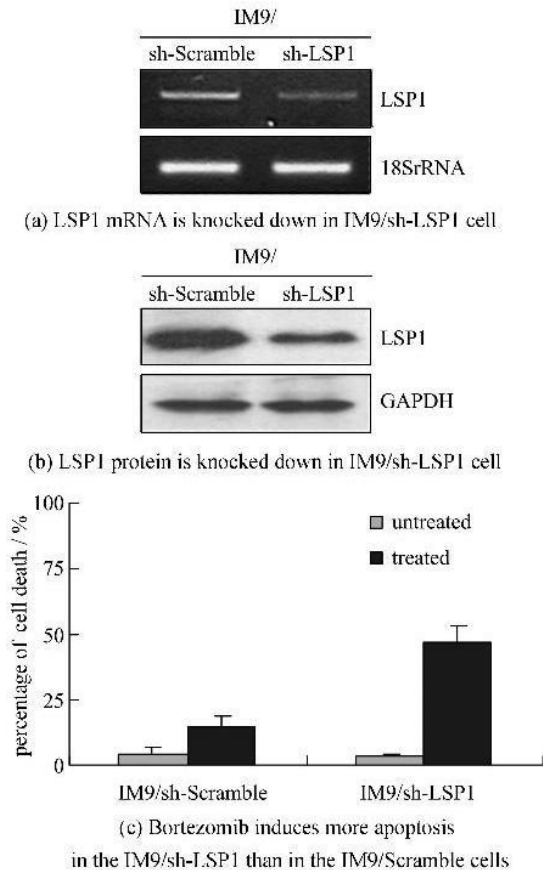 IM9/
sh-Scramble sh-LSP1
LSP1
18SrRNA
(a) LSP1 mRNA is knocked down in IM9/sh-LSP1 cell
IM9/
sh-Scramble sh-LSP1
LSP1
GAPDH
(b) LSP1 protein is knocked down in IM9/sh-LSP1 cell
percentage of cell death / %
100
75
50
25
0
untreated
treated
IM9/sh-Scramble IM9/sh-LSP1
(c) Bortezomib induces more apoptosis
in the IM9/sh-LSP1 than in the IM9/Scramble cells